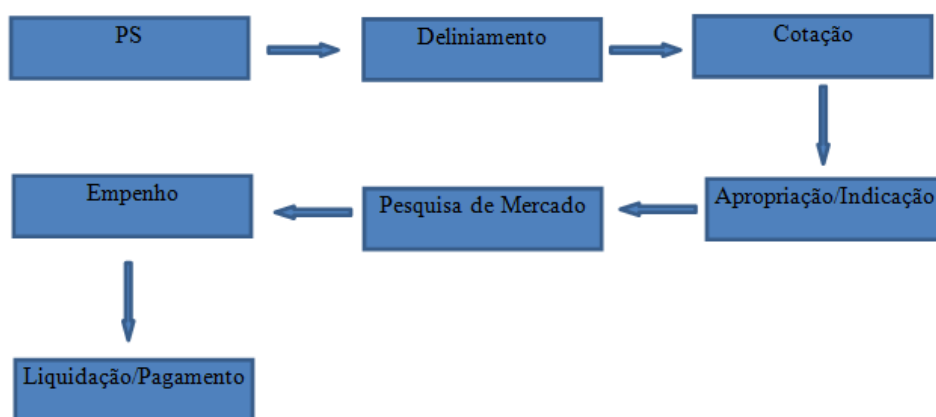 PS
Deliniamento
Cotação
Apropriação/Indicação
Pesquisa de Mercado
Empenho
Liquidação/Pagamento